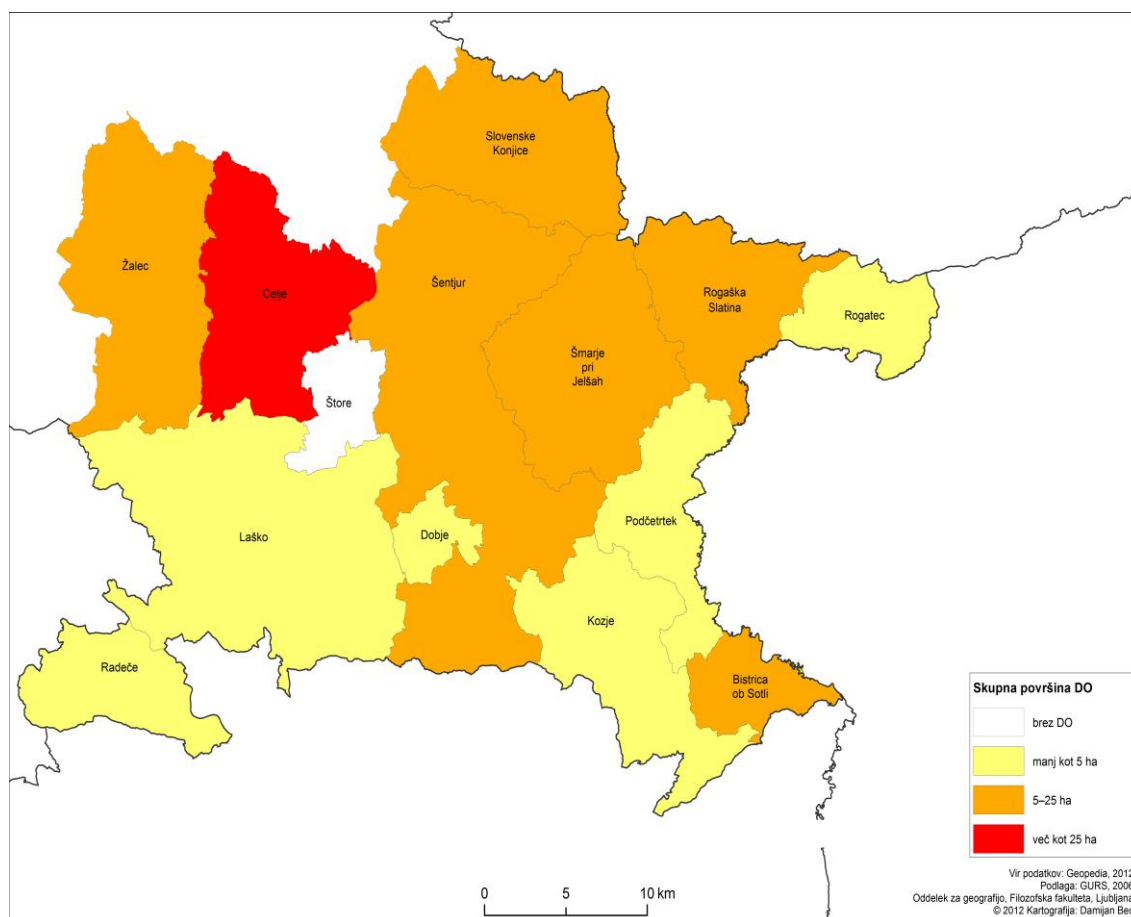 Slovenske
Konjice
Žalec
Celje
Šentjur
Rogaška
Slatina
Rogatec
Šmarje
pri
Jelšah
Štore
Laško
Dobje
Podčetrtek
Kozje
Radeče
Bistrica
ob Sotli
Skupna površina DO
brez DO
manj kot 5 ha
5–25 ha
več kot 25 ha
0 5 10 km
Vir podatkov: Geopedia, 2012
Podlaga: GURS, 2006
Oddelek za geografijo, Filozofska fakulteta, Ljubljana
© 2012 Kartografija: Damijan Bec